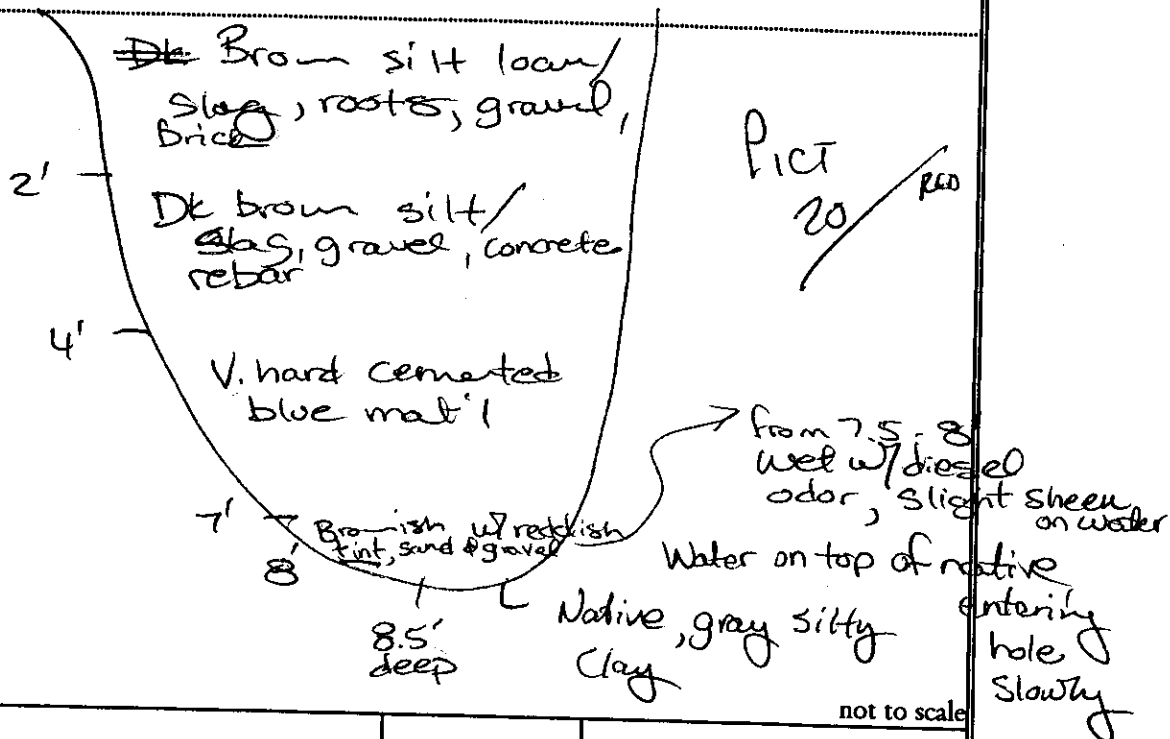 Dk Brown silt loam/
Slag, roots, gravel,
Brick
2'
Dk brown silt/
slag, gravel, concrete
rebar
PICT
20/
4'
V. hard cemented
blue mat'l
7'
8'
Brownish w/ reddish
tint, sand & gravel
from 7.5 - 8
wet w/ diesel
odor, slight sheen
on water
Water on top of native
entering
hole
slowly
8.5'
deep
Native, gray silty
Clay
not to scale